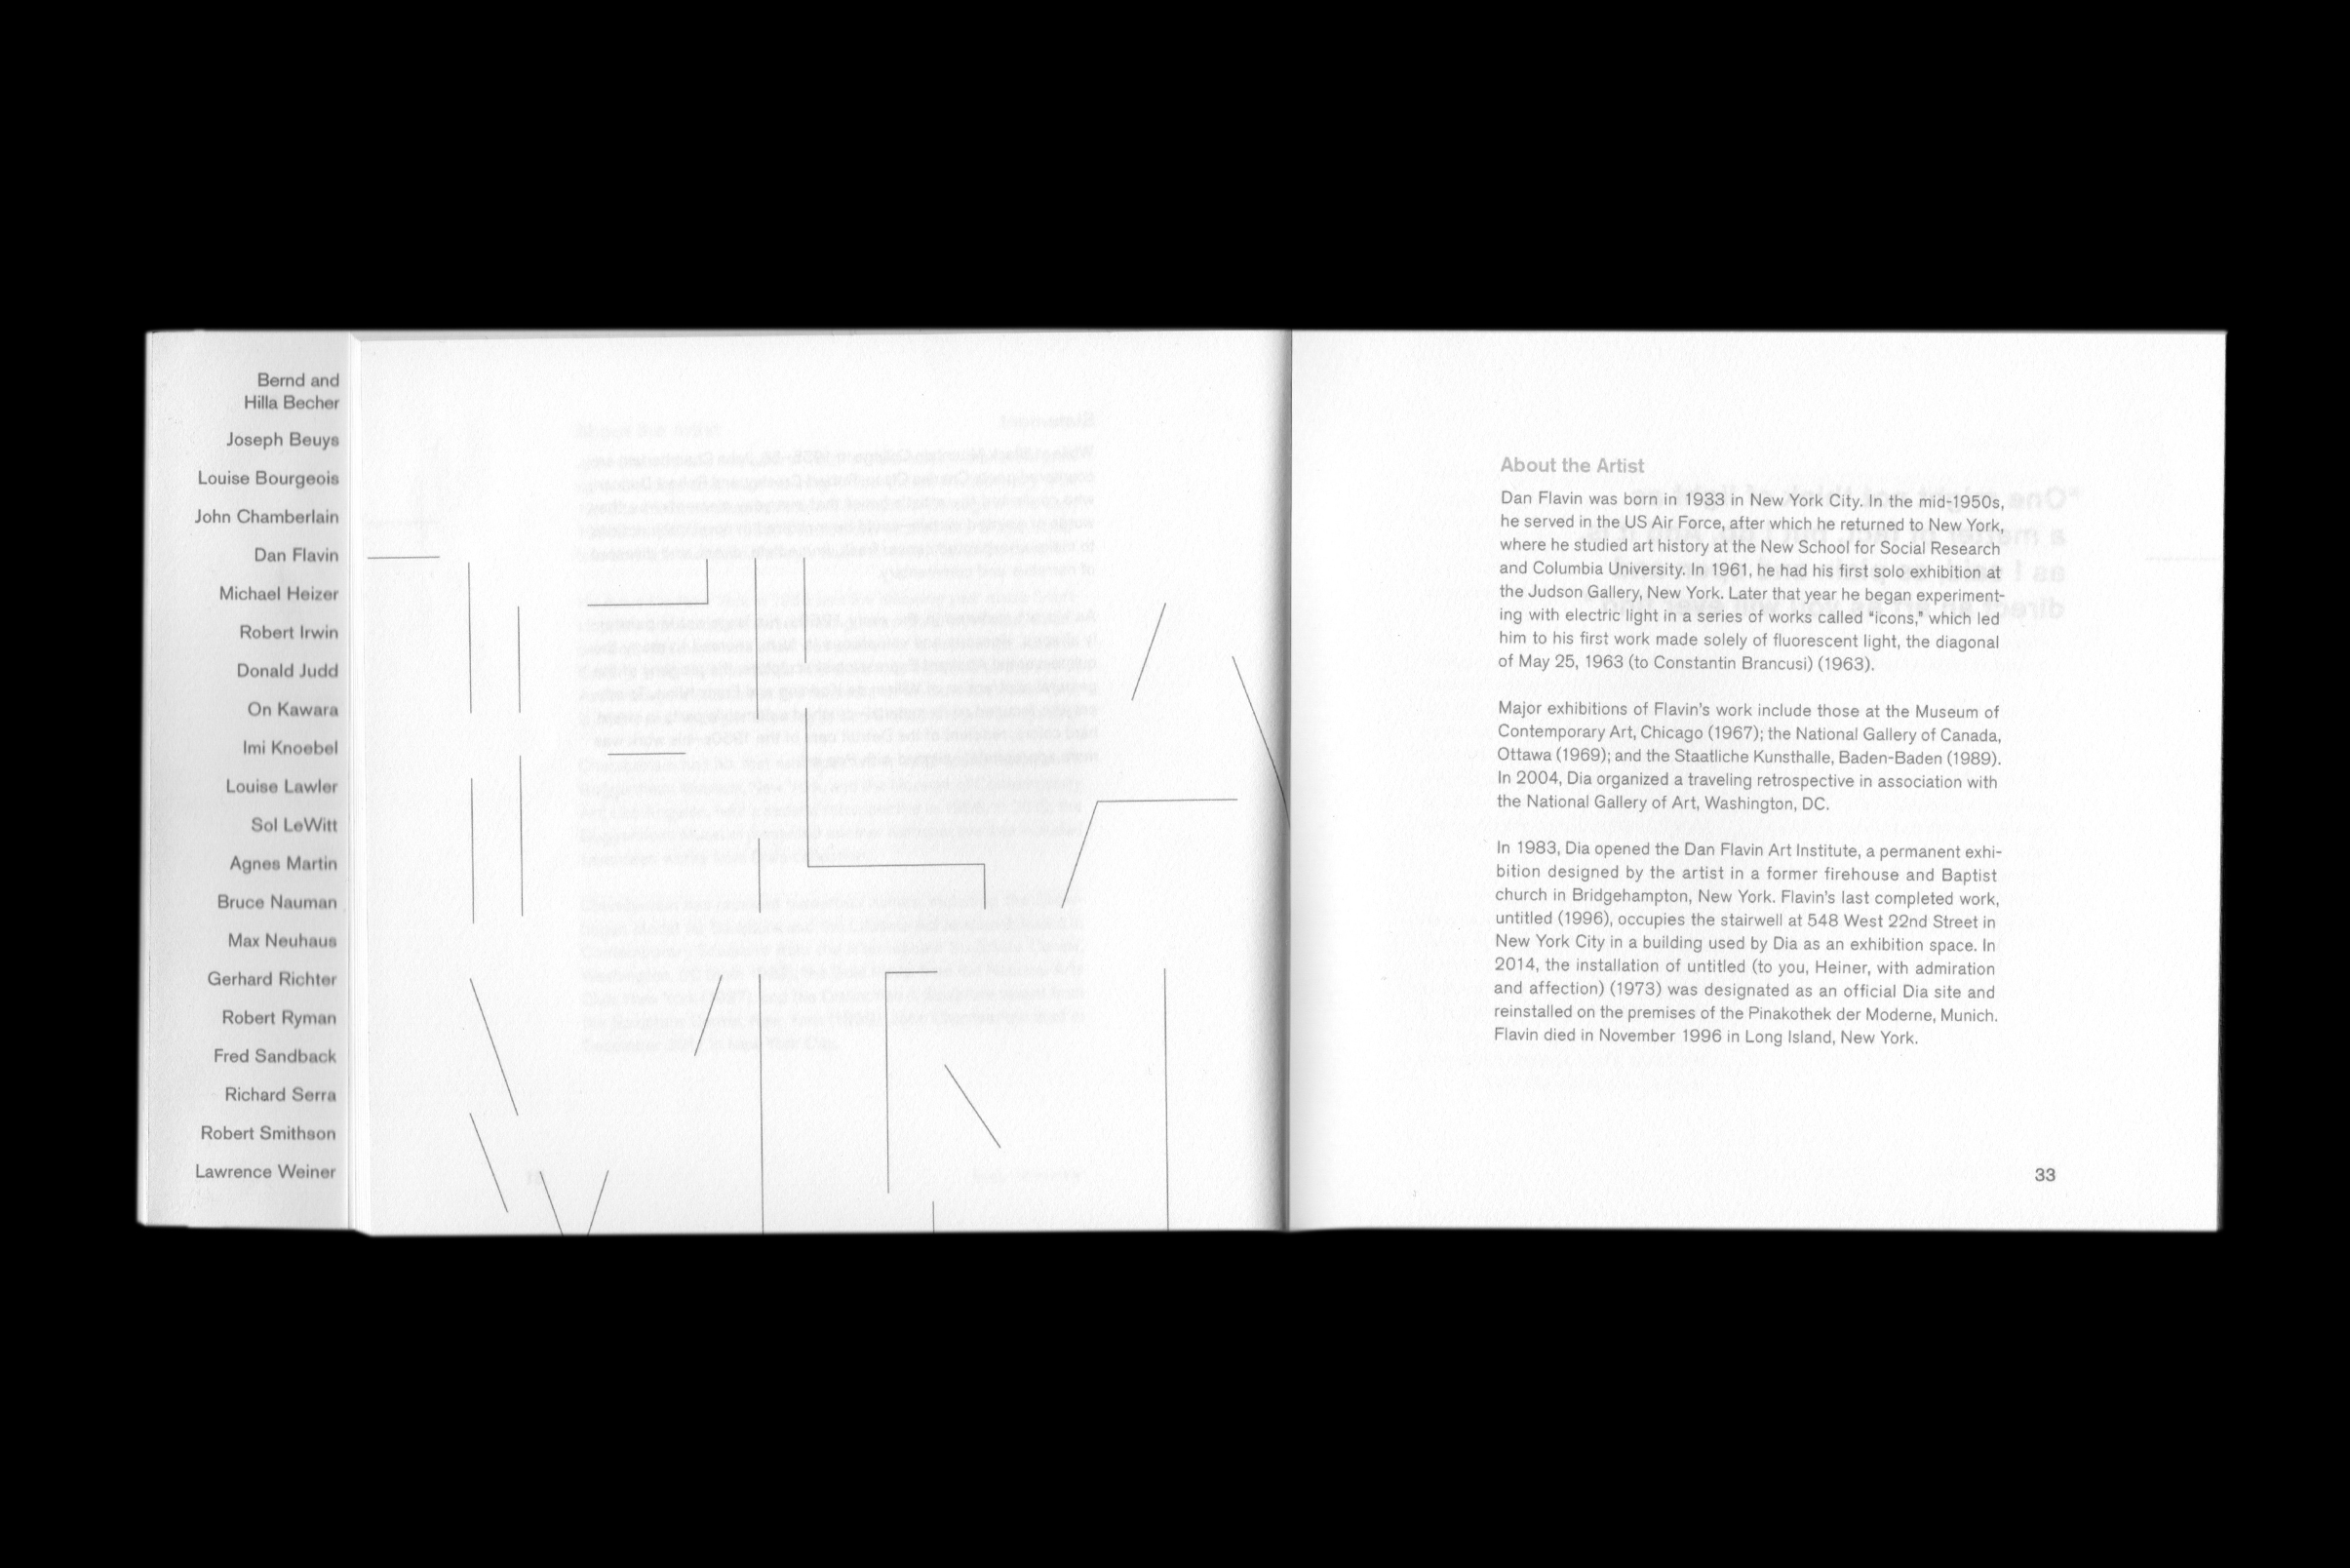 Bernd and
Hilla Becher
Joseph Beuys
Louise Bourgeois
John Chamberlain
Dan Flavin
Michael Heizer
Robert Irwin
Donald Judd
On Kawara
Imi Knoebel
Louise Lawler
Sol LeWitt
Agnes Martin
Bruce Nauman
Max Neuhaus
Gerhard Richter
Robert Ryman
Fred Sandback
Richard Serra
Robert Smithson
Lawrence Weiner
About the Artist
Dan Flavin was born in 1933 in New York City. In the mid-1950s,
he served in the US Air Force, after which he returned to New York,
where he studied art history at the New School for Social Research
and Columbia University. In 1961, he had his first solo exhibition at
the Judson Gallery, New York. Later that year he began experiment-
ing with electric light in a series of works called “icons,” which led
him to his first work made solely of fluorescent light, the diagonal
of May 25, 1963 (to Constantin Brancusi) (1963).
Major exhibitions of Flavin’s work include those at the Museum of
Contemporary Art, Chicago (1967); the National Gallery of Canada,
Ottawa (1969); and the Staatliche Kunsthalle, Baden-Baden (1989).
In 2004, Dia organized a traveling retrospective in association with
the National Gallery of Art, Washington, DC.
In 1983, Dia opened the Dan Flavin Art Institute, a permanent exhi-
bition designed by the artist in a former firehouse and Baptist
church in Bridgehampton, New York. Flavin’s last completed work,
untitled (1996), occupies the stairwell at 548 West 22nd Street in
New York City in a building used by Dia as an exhibition space. In
2014, the installation of untitled (to you, Heiner, with admiration
and affection) (1973) was designated as an official Dia site and
reinstalled on the premises of the Pinakothek der Moderne, Munich.
Flavin died in November 1996 in Long Island, New York.
33